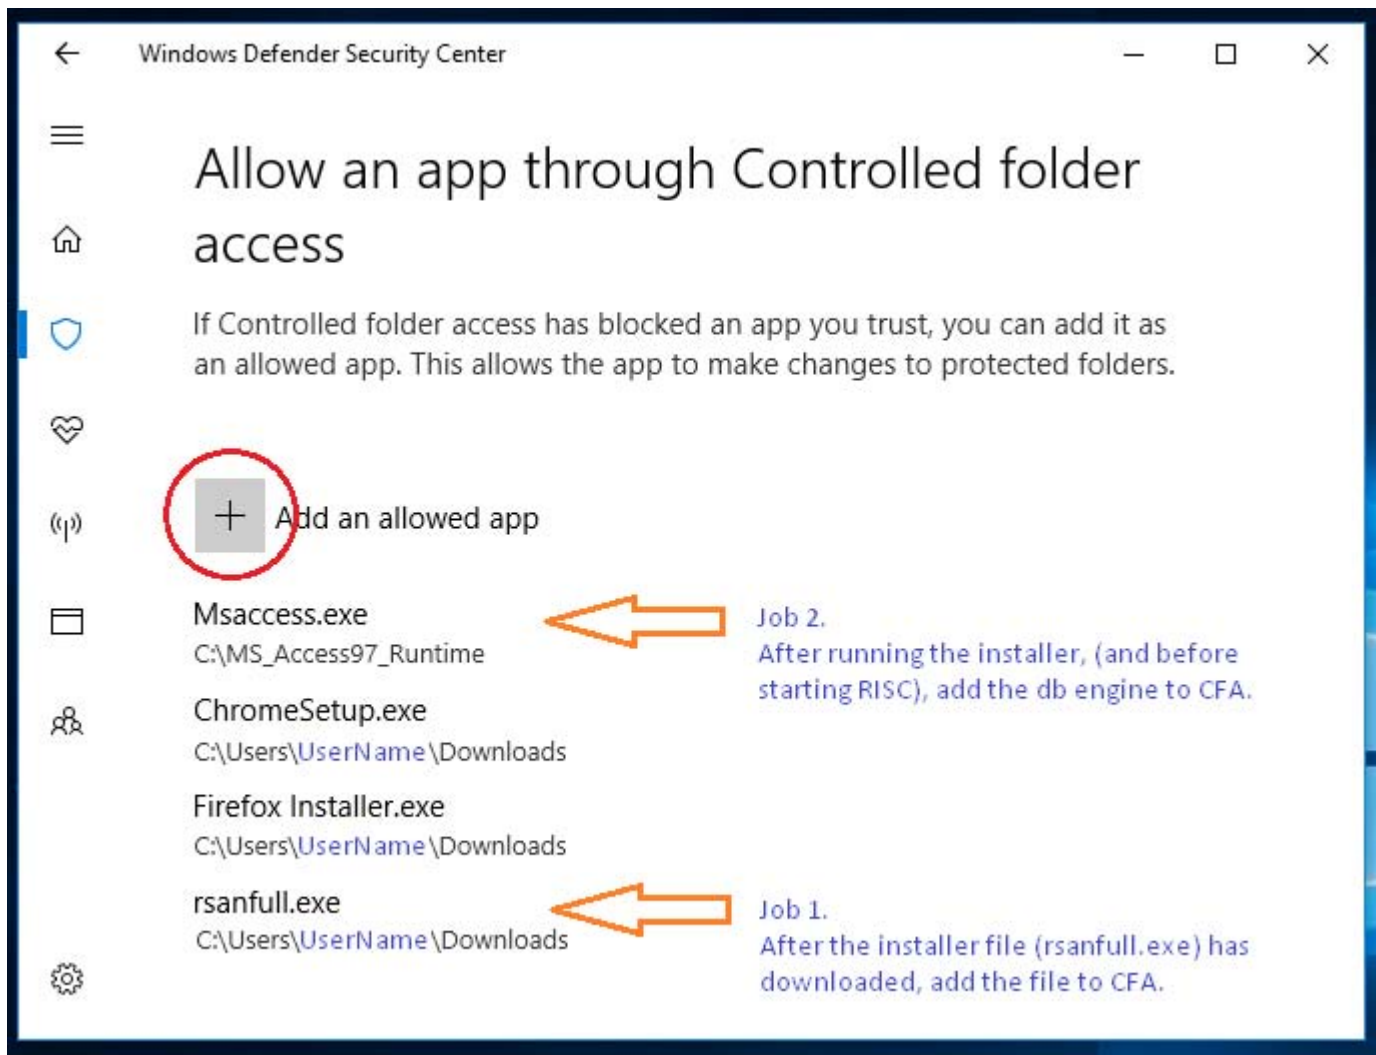 Windows Defender Security Center
Allow an app through Controlled folder
access
If Controlled folder access has blocked an app you trust, you can add it as
an allowed app. This allows the app to make changes to protected folders.
Add an allowed app
Msaccess.exe
C:\MS_Access97_Runtime
Job 2.
After running the installer, (and before
starting RISC), add the db engine to CFA.
ChromeSetup.exe
C:\Users\UserName\Downloads
Firefox Installer.exe
C:\Users\UserName\Downloads
rsanfull.exe
C:\Users\UserName\Downloads
Job 1.
After the installer file (rsanfull.exe) has
downloaded, add the file to CFA.